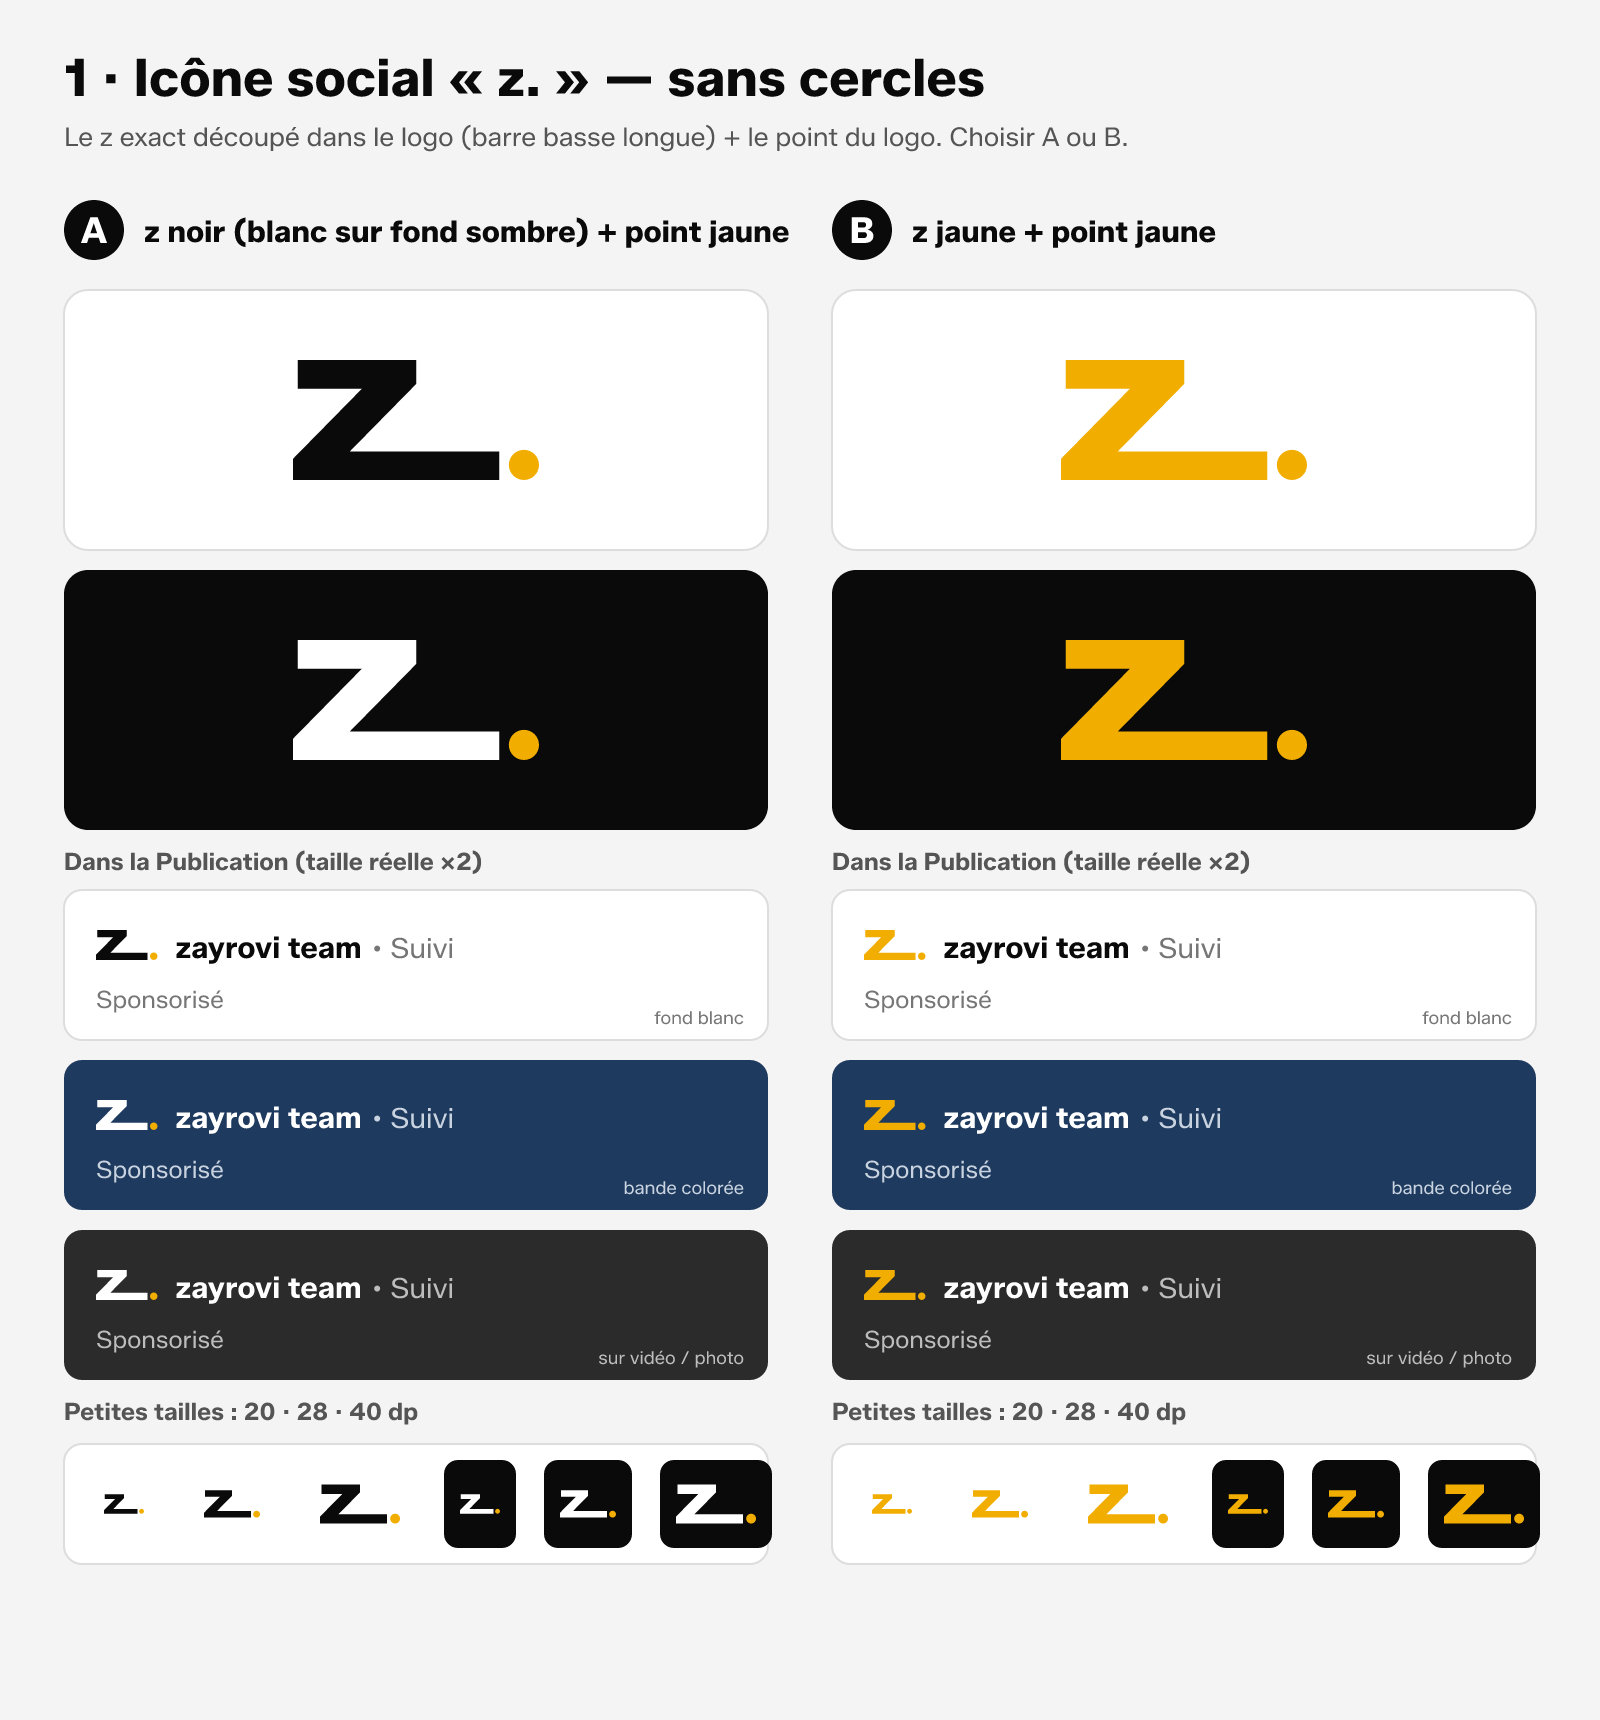 1 · Icône social « z. » — sans cercles
Le z exact découpé dans le logo (barre basse longue) + le point du logo. Choisir A ou B.
A z noir (blanc sur fond sombre) + point jaune
z.
z.
Dans la Publication (taille réelle ×2)
z. zayrovi team • Suivi
Sponsorisé
fond blanc
z. zayrovi team • Suivi
Sponsorisé
bande colorée
z. zayrovi team • Suivi
Sponsorisé
sur vidéo / photo
Petites tailles : 20 · 28 · 40 dp
z. z. z. z. z. z.
B z jaune + point jaune
z.
z.
Dans la Publication (taille réelle ×2)
z. zayrovi team • Suivi
Sponsorisé
fond blanc
z. zayrovi team • Suivi
Sponsorisé
bande colorée
z. zayrovi team • Suivi
Sponsorisé
sur vidéo / photo
Petites tailles : 20 · 28 · 40 dp
z. z. z. z. z. z.